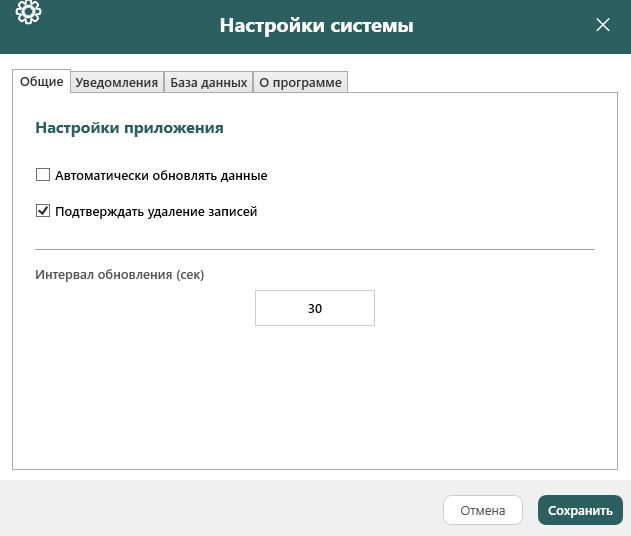 Настройки системы
Общие
Уведомления
База данных
О программе
Настройки приложения
Автоматически обновлять данные
Подтверждать удаление записей
Интервал обновления (сек)
30
Отмена
Сохранить